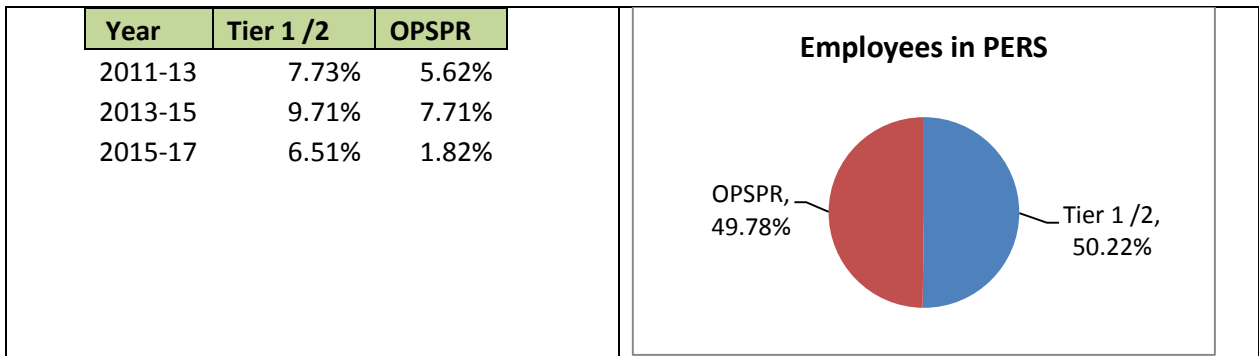 Year Tier 1 /2 OPSPR
2011-13 7.73% 5.62%
2013-15 9.71% 7.71%
2015-17 6.51% 1.82%
Employees in PERS
OPSPR,
49.78%
Tier 1 /2,
50.22%